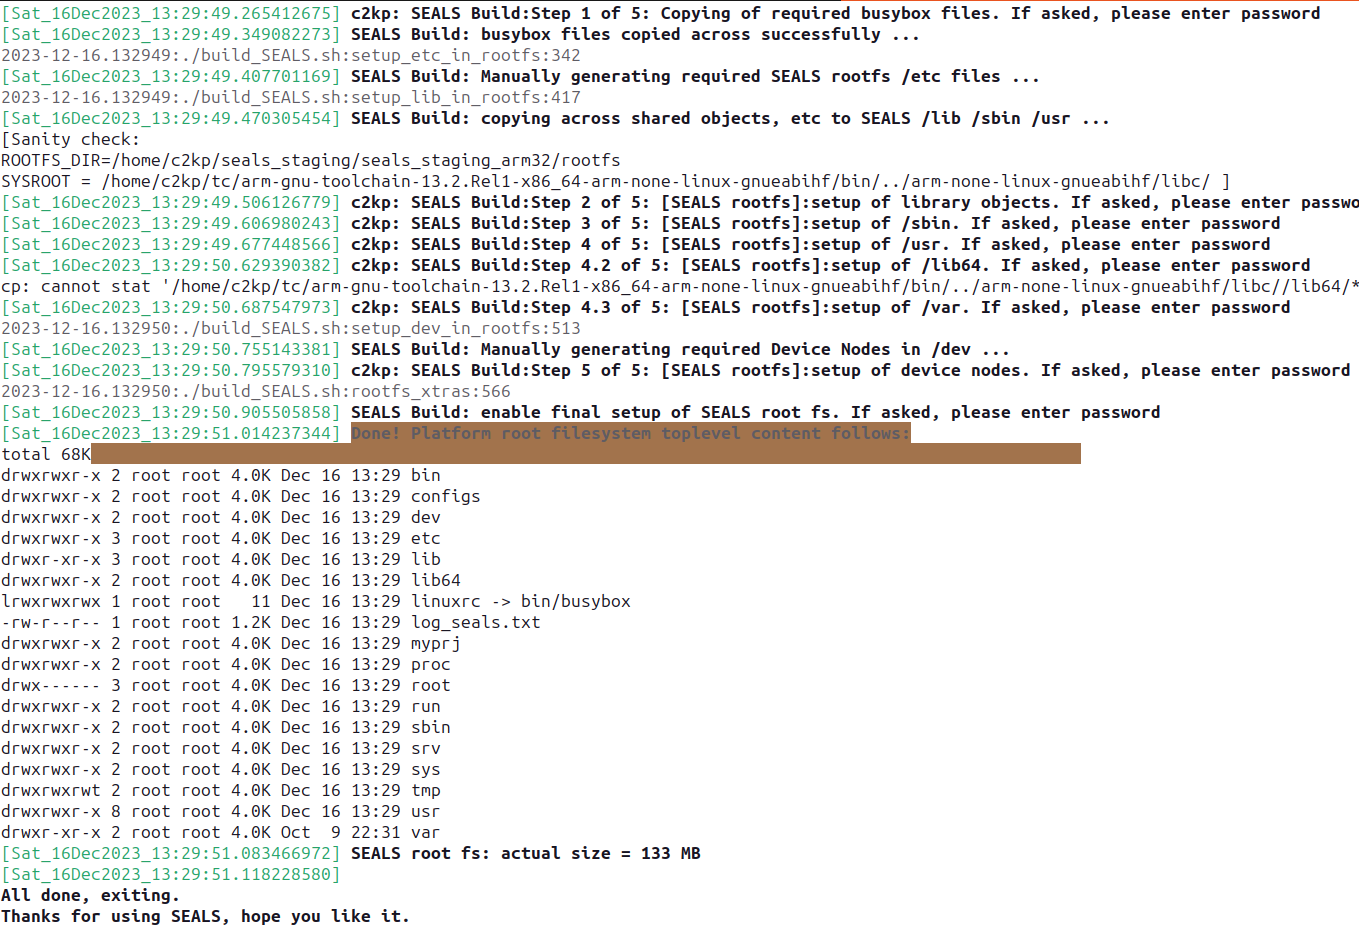 [Sat_16Dec2023_13:29:49.265412675] c2kp: SEALS Build:Step 1 of 5: Copying of required busybox files. If asked, please enter password
[Sat_16Dec2023_13:29:49.349082273] SEALS Build: busybox files copied across successfully ...
2023-12-16.132949:./build_SEALS.sh:setup_etc_in_rootfs:342
[Sat_16Dec2023_13:29:49.407701169] SEALS Build: Manually generating required SEALS rootfs /etc files ...
2023-12-16.132949:./build_SEALS.sh:setup_lib_in_rootfs:417
[Sat_16Dec2023_13:29:49.470305454] SEALS Build: copying across shared objects, etc to SEALS /lib /sbin /usr ...
[Sanity check:
ROOTFS_DIR=/home/c2kp/seals_staging/seals_staging_arm32/rootfs
SYSROOT = /home/c2kp/tc/arm-gnu-toolchain-13.2.Rel1-x86_64-arm-none-linux-gnueabihf/bin/../arm-none-linux-gnueabihf/libc/ ]
[Sat_16Dec2023_13:29:49.506126779] c2kp: SEALS Build:Step 2 of 5: [SEALS rootfs]:setup of library objects. If asked, please enter passwo
[Sat_16Dec2023_13:29:49.606980243] c2kp: SEALS Build:Step 3 of 5: [SEALS rootfs]:setup of /sbin. If asked, please enter password
[Sat_16Dec2023_13:29:49.677448566] c2kp: SEALS Build:Step 4 of 5: [SEALS rootfs]:setup of /usr. If asked, please enter password
[Sat_16Dec2023_13:29:50.629390382] c2kp: SEALS Build:Step 4.2 of 5: [SEALS rootfs]:setup of /lib64. If asked, please enter password
cp: cannot stat '/home/c2kp/tc/arm-gnu-toolchain-13.2.Rel1-x86_64-arm-none-linux-gnueabihf/bin/../arm-none-linux-gnueabihf/libc//lib64/*
[Sat_16Dec2023_13:29:50.687547973] c2kp: SEALS Build:Step 4.3 of 5: [SEALS rootfs]:setup of /var. If asked, please enter password
2023-12-16.132950:./build_SEALS.sh:setup_dev_in_rootfs:513
[Sat_16Dec2023_13:29:50.755143381] SEALS Build: Manually generating required Device Nodes in /dev ...
[Sat_16Dec2023_13:29:50.795579310] c2kp: SEALS Build:Step 5 of 5: [SEALS rootfs]:setup of device nodes. If asked, please enter password
2023-12-16.132950:./build_SEALS.sh:rootfs_xtras:566
[Sat_16Dec2023_13:29:50.905505858] SEALS Build: enable final setup of SEALS root fs. If asked, please enter password
[Sat_16Dec2023_13:29:51.014237344] Done! Platform root filesystem toplevel content follows:
total 68K
drwxrwxr-x 2 root root 4.0K Dec 16 13:29 bin
drwxrwxr-x 2 root root 4.0K Dec 16 13:29 configs
drwxrwxr-x 2 root root 4.0K Dec 16 13:29 dev
drwxrwxr-x 3 root root 4.0K Dec 16 13:29 etc
drwxr-xr-x 3 root root 4.0K Dec 16 13:29 lib
drwxrwxr-x 2 root root 4.0K Dec 16 13:29 lib64
lrwxrwxrwx 1 root root   11 Dec 16 13:29 linuxrc -> bin/busybox
-rw-r--r-- 1 root root 1.2K Dec 16 13:29 log_seals.txt
drwxrwxr-x 2 root root 4.0K Dec 16 13:29 myprj
drwxrwxr-x 2 root root 4.0K Dec 16 13:29 proc
drwx------ 3 root root 4.0K Dec 16 13:29 root
drwxrwxr-x 2 root root 4.0K Dec 16 13:29 run
drwxrwxr-x 2 root root 4.0K Dec 16 13:29 sbin
drwxrwxr-x 2 root root 4.0K Dec 16 13:29 srv
drwxrwxr-x 2 root root 4.0K Dec 16 13:29 sys
drwxrwxrwt 2 root root 4.0K Dec 16 13:29 tmp
drwxrwxr-x 8 root root 4.0K Dec 16 13:29 usr
drwxr-xr-x 2 root root 4.0K Oct  9 22:31 var
[Sat_16Dec2023_13:29:51.083466972] SEALS root fs: actual size = 133 MB
[Sat_16Dec2023_13:29:51.118228580]
All done, exiting.
Thanks for using SEALS, hope you like it.